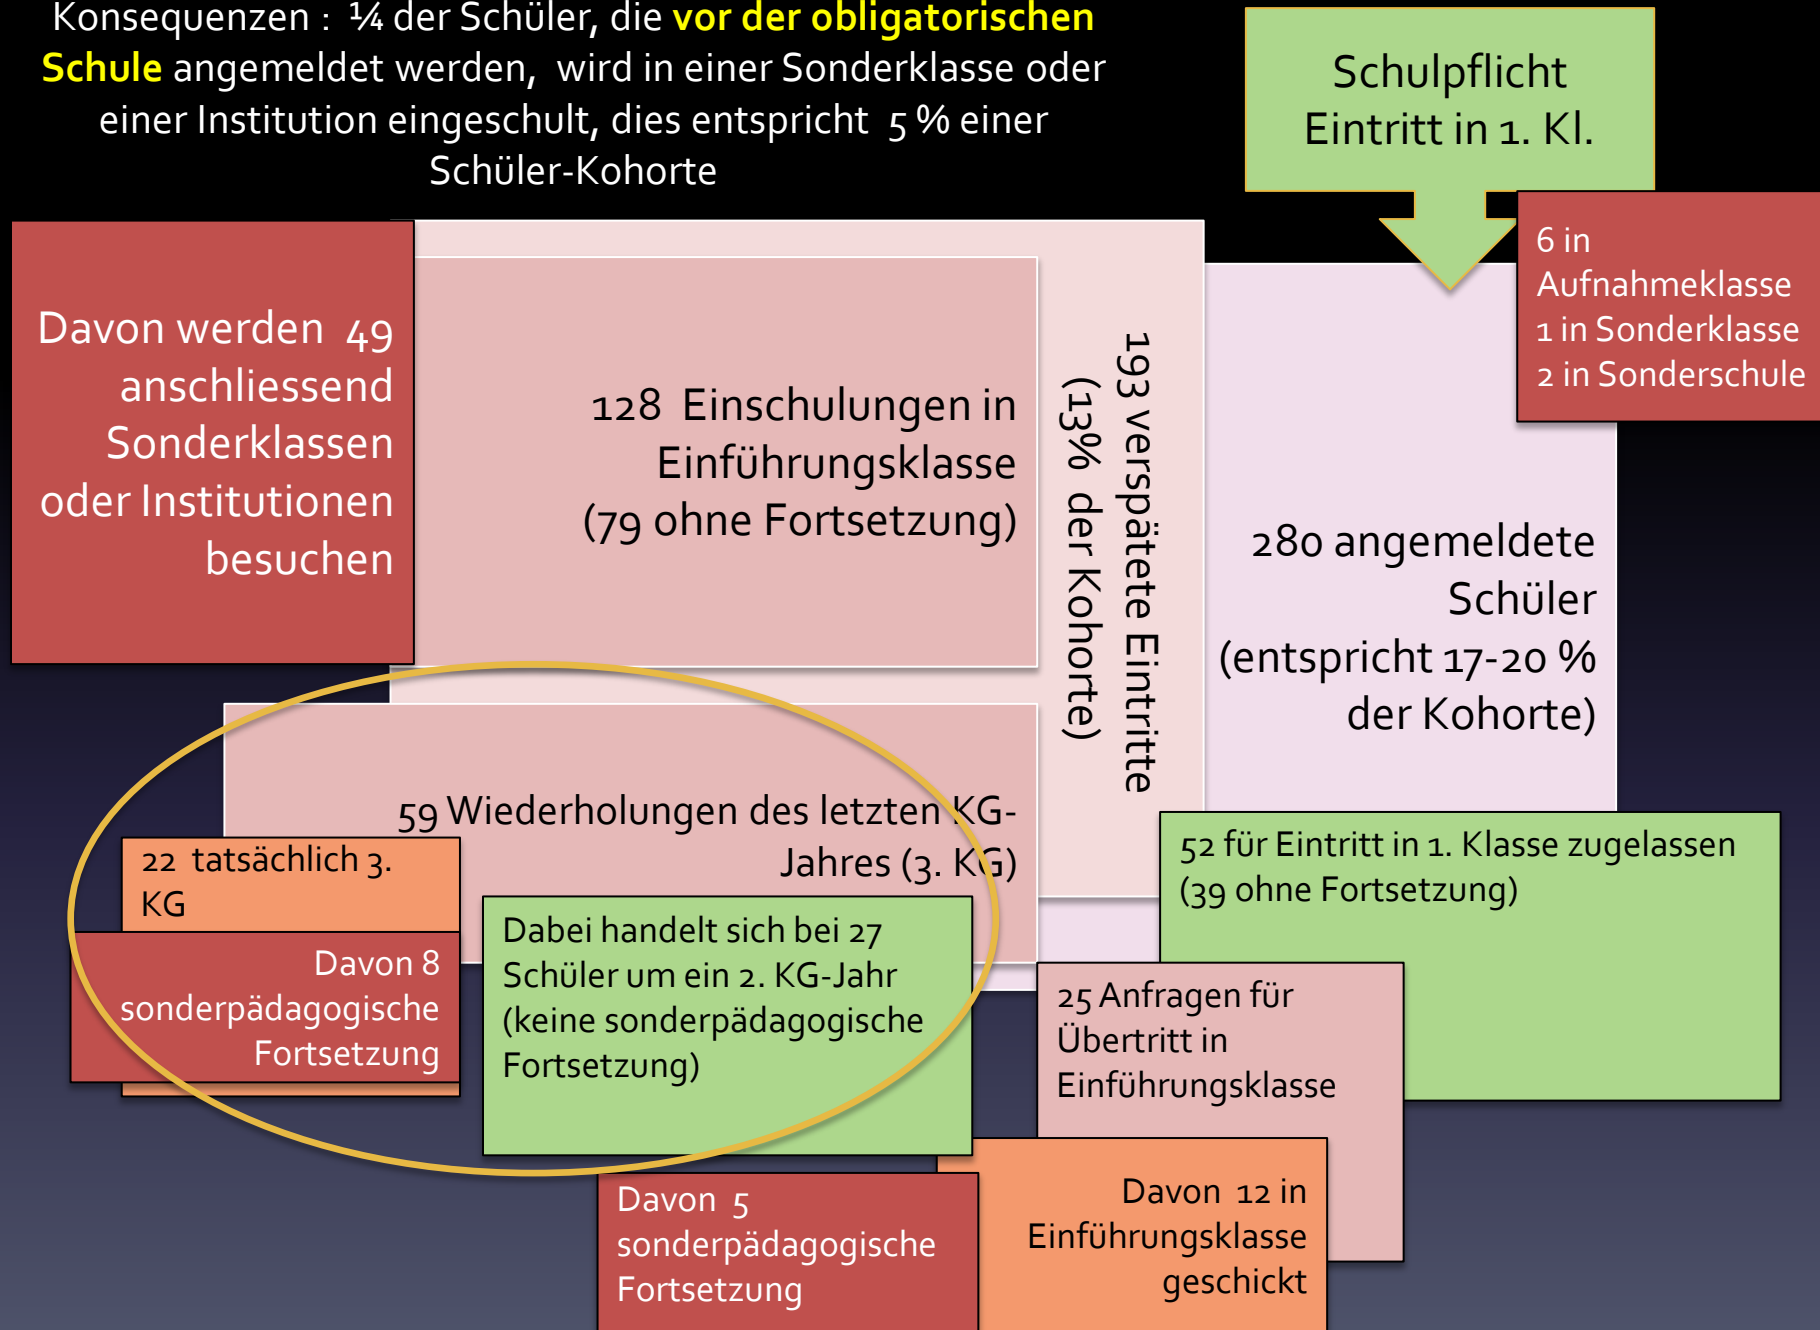 Konsequenzen : ¼ der Schüler, die vor der obligatorischen
Schule angemeldet werden, wird in einer Sonderklasse oder
einer Institution eingeschult, dies entspricht 5 % einer
Schüler-Kohorte
Schulpflicht
Eintritt in 1. Kl.
6 in
Aufnahmeklasse
1 in Sonderklasse
2 in Sonderschule
Davon werden 49
anschliessend
Sonderklassen
oder Institutionen
besuchen
128 Einschulungen in
Einführungsklasse
(79 ohne Fortsetzung)
193 verspätete Eintritte
(13% der Kohorte)
280 angemeldete
Schüler
(entspricht 17-20 %
der Kohorte)
59 Wiederholungen des letzten KG-
Jahres (3. KG)
22 tatsächlich 3.
KG
Davon 8
sonderpädagogische
Fortsetzung
Dabei handelt sich bei 27
Schüler um ein 2. KG-Jahr
(keine sonderpädagogische
Fortsetzung)
52 für Eintritt in 1. Klasse zugelassen
(39 ohne Fortsetzung)
25 Anfragen für
Übertritt in
Einführungsklasse
Davon 12 in
Einführungsklasse
geschickt
Davon 5
sonderpädagogische
Fortsetzung